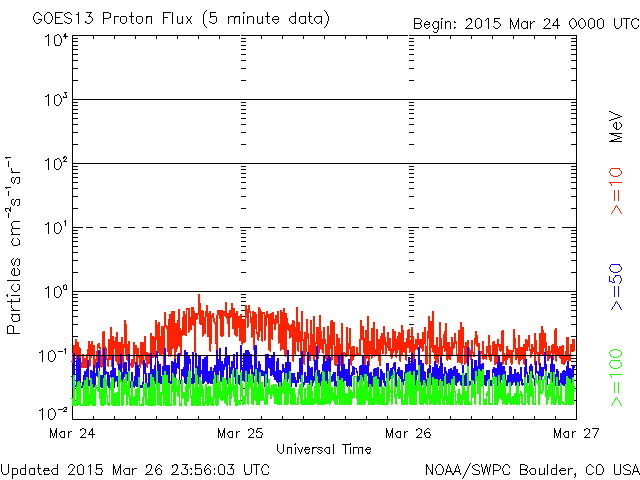 GOES13 Proton Flux (5 minute data)
Begin: 2015 Mar 24 0000 UTC
Particles cm⁻²s⁻¹sr⁻¹
10⁴
10³
10²
10¹
10⁰
10⁻¹
10⁻²
MeV
>=10
>=50
>=100
Mar 24 Mar 25 Mar 26 Mar 27
Universal Time
Updated 2015 Mar 26 23:56:03 UTC
NOAA/SWPC Boulder, CO USA